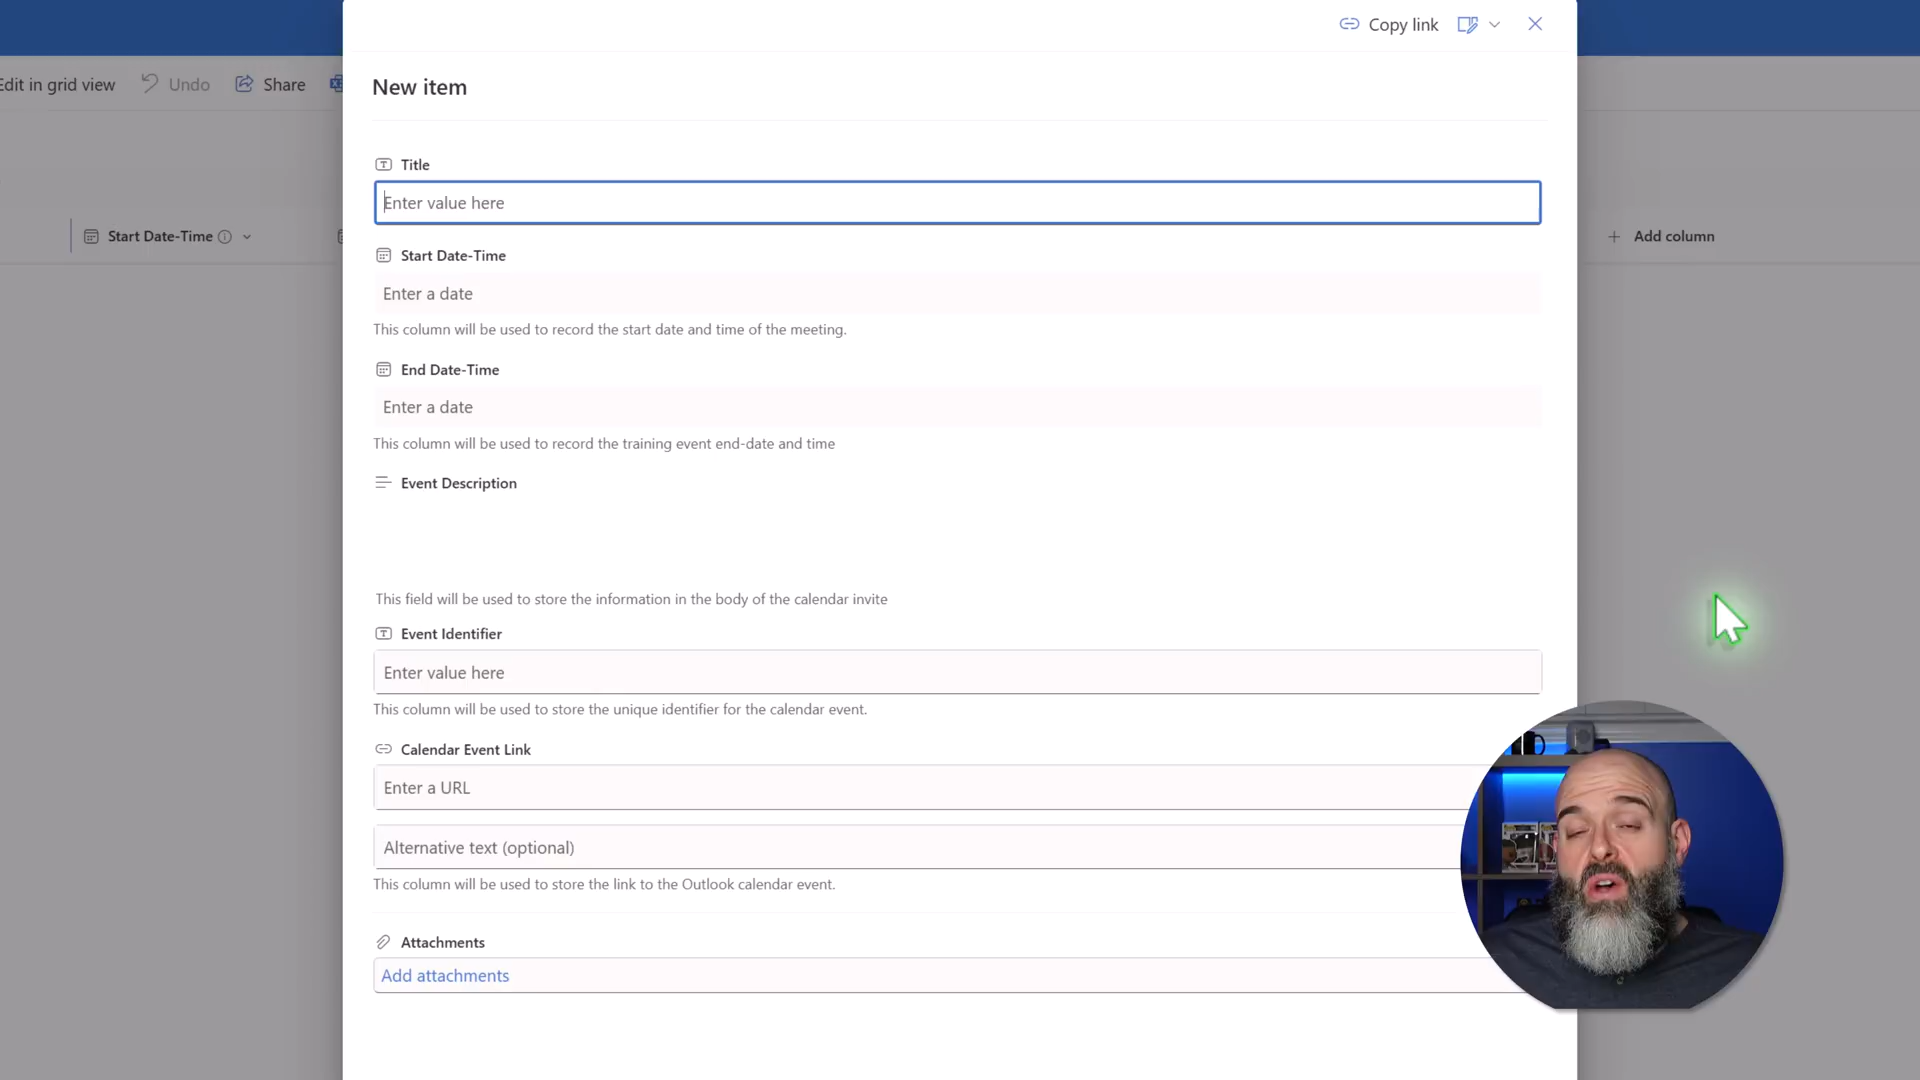 Copy link
Edit in grid view
Undo
Share
New item
Title
Enter value here
Start Date-Time
Add column
Start Date-Time
Enter a date
This column will be used to record the start date and time of the meeting.
End Date-Time
Enter a date
This column will be used to record the training event end-date and time
Event Description
This field will be used to store the information in the body of the calendar invite
Event Identifier
Enter value here
This column will be used to store the unique identifier for the calendar event.
Calendar Event Link
Enter a URL
Alternative text (optional)
This column will be used to store the link to the Outlook calendar event.
Attachments
Add attachments